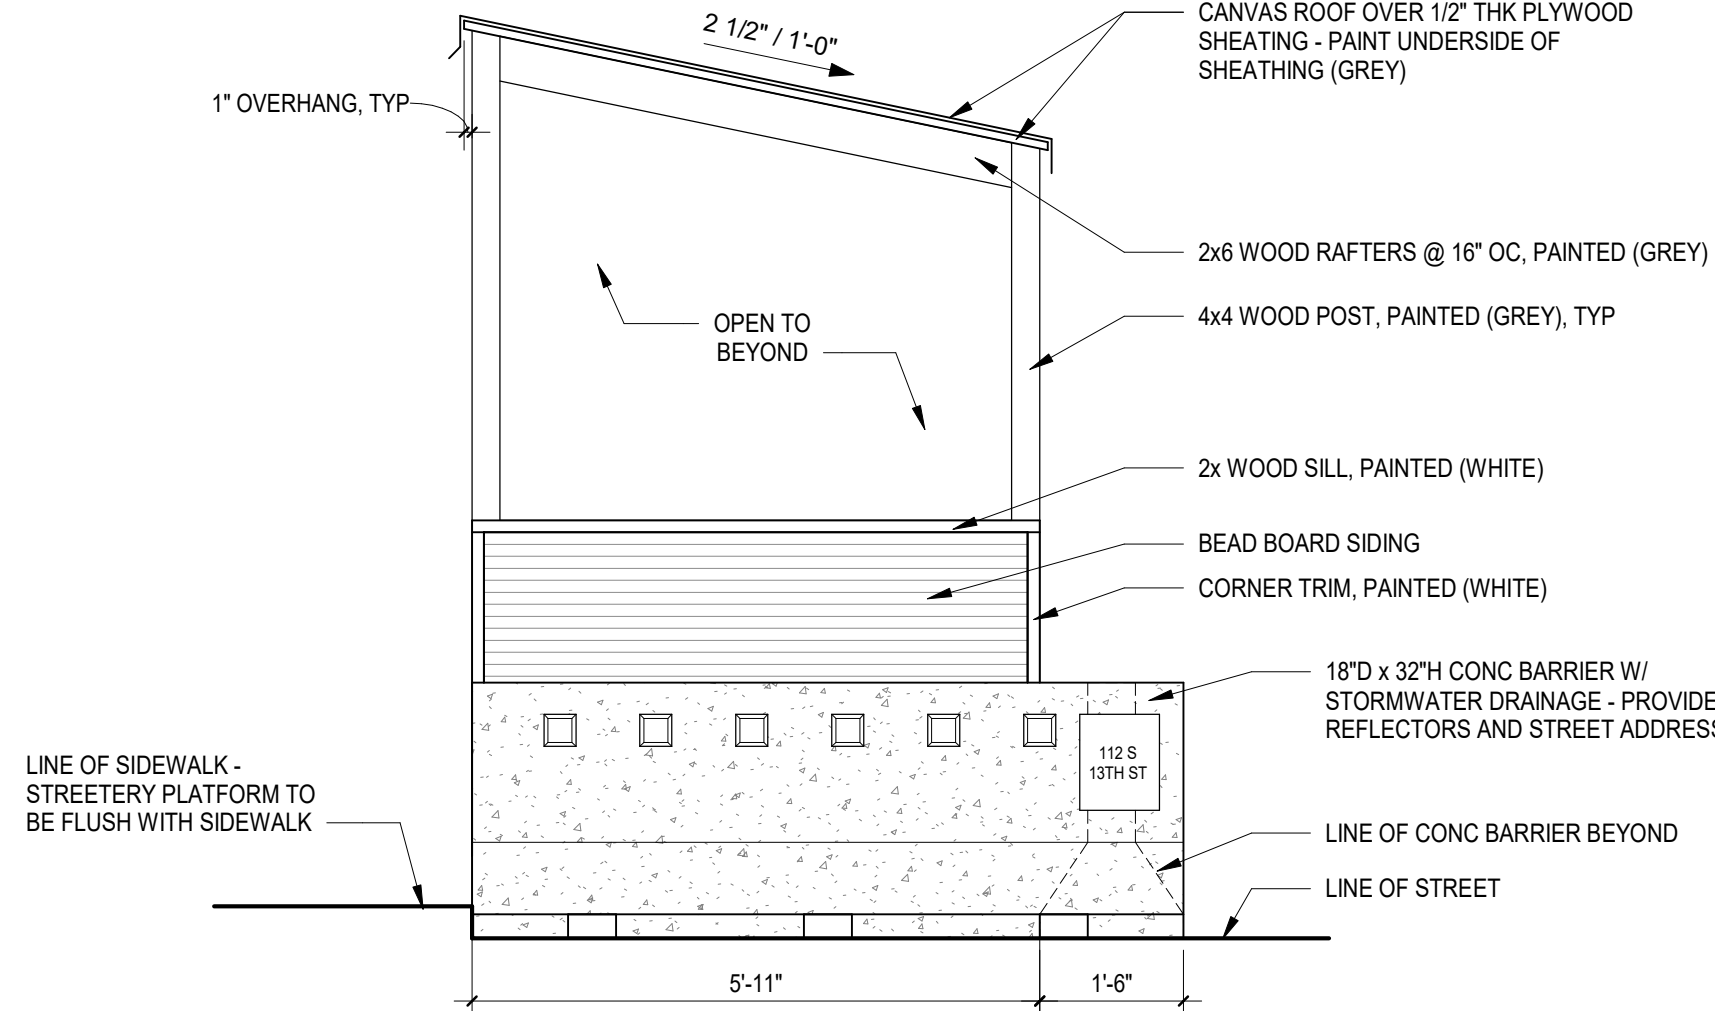 CANVAS ROOF OVER 1/2" THK PLYWOOD
SHEATING - PAINT UNDERSIDE OF
SHEATHING (GREY)
2 1/2" / 1'-0"
1" OVERHANG, TYP
2x6 WOOD RAFTERS @ 16" OC, PAINTED (GREY)
4x4 WOOD POST, PAINTED (GREY), TYP
OPEN TO
BEYOND
2x WOOD SILL, PAINTED (WHITE)
BEAD BOARD SIDING
CORNER TRIM, PAINTED (WHITE)
18"D x 32"H CONC BARRIER W/
STORMWATER DRAINAGE - PROVIDE
REFLECTORS AND STREET ADDRESS
112 S
13TH ST
LINE OF SIDEWALK -
STREETERY PLATFORM TO
BE FLUSH WITH SIDEWALK
LINE OF CONC BARRIER BEYOND
LINE OF STREET
5'-11"
1'-6"